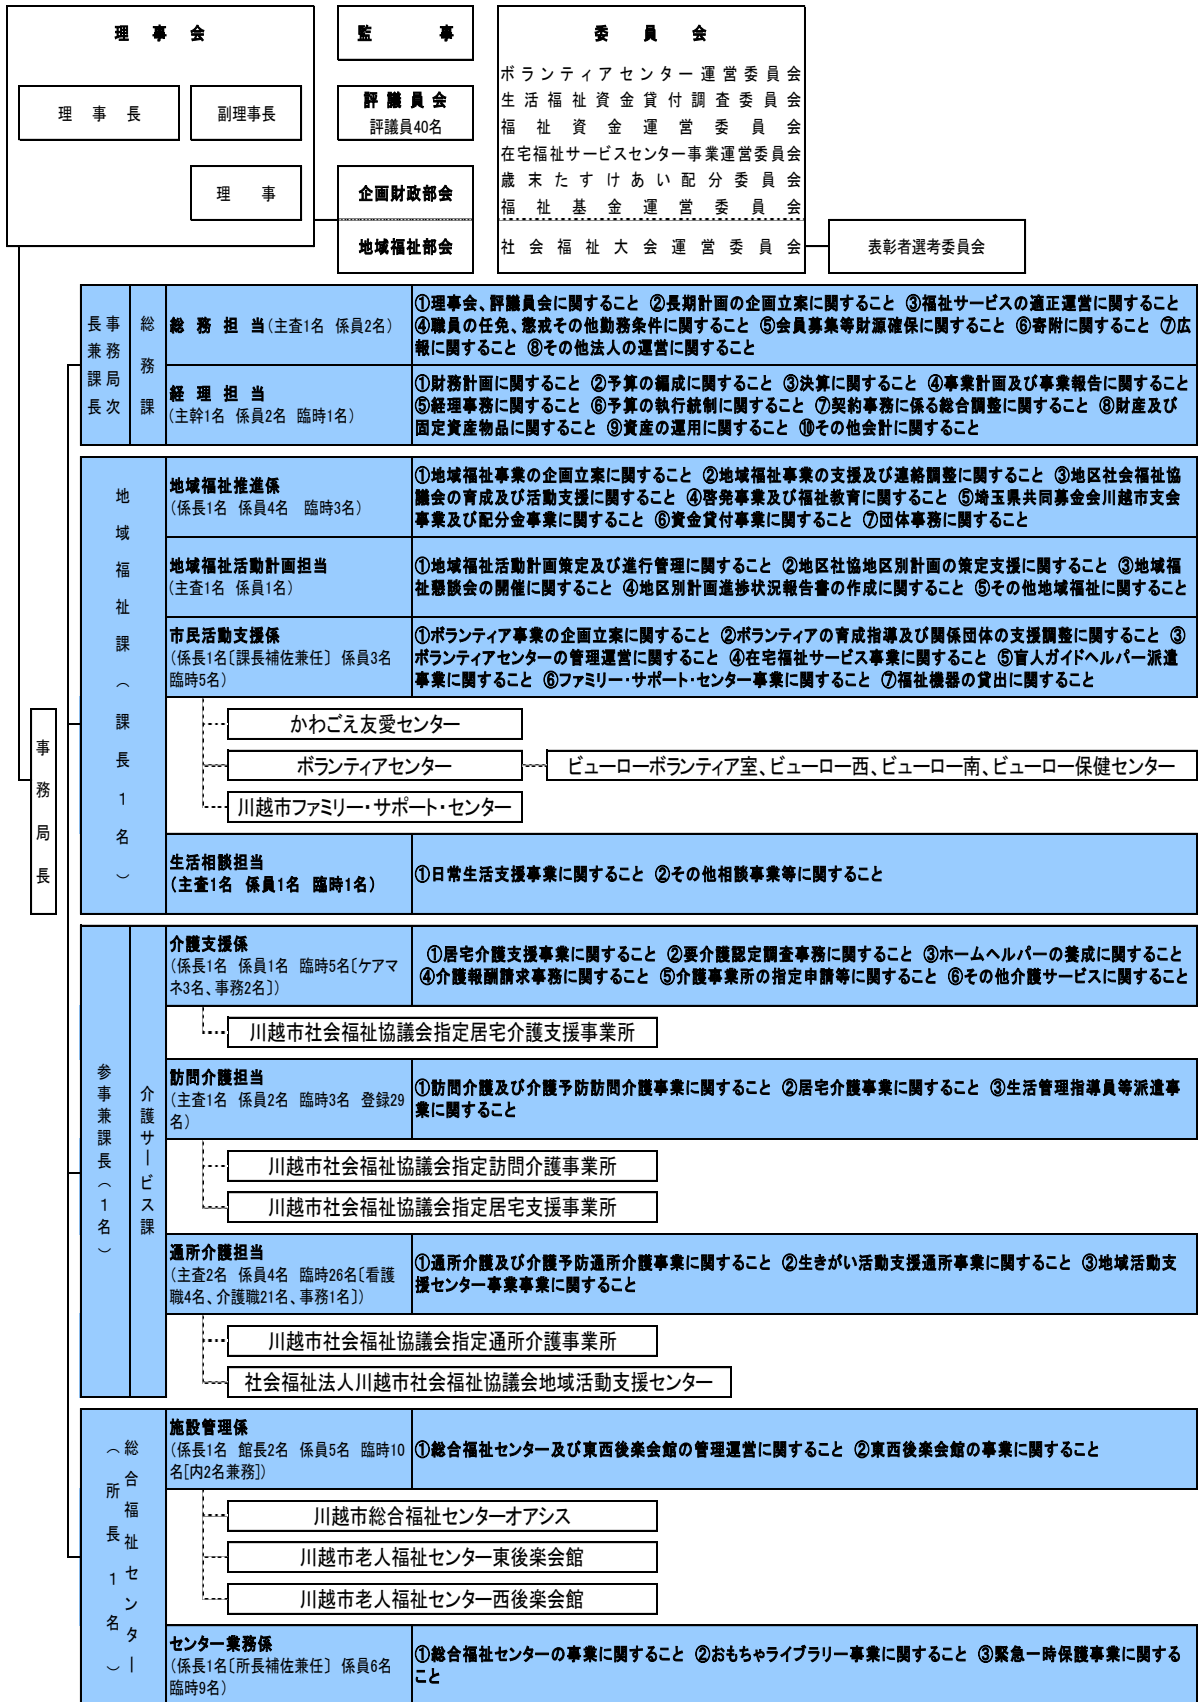 理事会
理事長
副理事長
理事
監事
評議員会
評議員40名
企画財政部会
地域福祉部会
委員会
ボランティアセンター運営委員会
生活福祉資金貸付調査委員会
福祉資金運営委員会
在宅福祉サービスセンター事業運営委員会
歳末たすけあい配分委員会
福祉基金運営委員会
社会福祉大会運営委員会
表彰者選考委員会
事務局長
事務局次
長兼課長
総務課
総務担当(主査1名 係員2名)
①理事会、評議員会に関すること ②長期計画の企画立案に関すること ③福祉サービスの適正運営に関すること
④職員の任免、懲戒その他勤務条件に関すること ⑤会員募集等財源確保に関すること ⑥寄附に関すること ⑦広
報に関すること ⑧その他法人の運営に関すること
経理担当
(主幹1名 係員2名 臨時1名)
①財務計画に関すること ②予算の編成に関すること ③決算に関すること ④事業計画及び事業報告に関すること
⑤経理事務に関すること ⑥予算の執行統制に関すること ⑦契約事務に係る総合調整に関すること ⑧財産及び
固定資産物品に関すること ⑨資産の運用に関すること ⑩その他会計に関すること
地域福祉課(課長1名)
地域福祉推進係
(係長1名 係員4名 臨時3名)
①地域福祉事業の企画立案に関すること ②地域福祉事業の支援及び連絡調整に関すること ③地区社会福祉協
議会の育成及び活動支援に関すること ④啓発事業及び福祉教育に関すること ⑤埼玉県共同募金会川越市支会
事業及び配分金事業に関すること ⑥資金貸付事業に関すること ⑦団体事務に関すること
地域福祉活動計画担当
(主査1名 係員1名)
①地域福祉活動計画策定及び進行管理に関すること ②地区社協地区別計画の策定支援に関すること ③地域福
祉懇談会の開催に関すること ④地区別計画進捗状況報告書の作成に関すること ⑤その他地域福祉に関すること
市民活動支援係
(係長1名〔課長補佐兼任〕 係員3名
臨時5名)
①ボランティア事業の企画立案に関すること ②ボランティアの育成指導及び関係団体の支援調整に関すること ③
ボランティアセンターの管理運営に関すること ④在宅福祉サービス事業に関すること ⑤盲人ガイドヘルパー派遣
事業に関すること ⑥ファミリー・サポート・センター事業に関すること ⑦福祉機器の貸出に関すること
かわごえ友愛センター
ボランティアセンター
ビューローボランティア室、ビューロー西、ビューロー南、ビューロー保健センター
川越市ファミリー・サポート・センター
生活相談担当
(主査1名 係員1名 臨時1名)
①日常生活支援事業に関すること ②その他相談事業等に関すること
参事兼課長(1名)
介護サービス課
介護支援係
(係長1名 係員1名 臨時5名〔ケアマ
ネ3名、事務2名〕)
①居宅介護支援事業に関すること ②要介護認定調査事務に関すること ③ホームヘルパーの養成に関すること
④介護報酬請求事務に関すること ⑤介護事業所の指定申請等に関すること ⑥その他介護サービスに関すること
川越市社会福祉協議会指定居宅介護支援事業所
訪問介護担当
(主査1名 係員2名 臨時3名 登録29
名)
①訪問介護及び介護予防訪問介護事業に関すること ②居宅介護事業に関すること ③生活管理指導員等派遣事
業に関すること
川越市社会福祉協議会指定訪問介護事業所
川越市社会福祉協議会指定居宅支援事業所
通所介護担当
(主査2名 係員4名 臨時26名〔看護
職4名、介護職21名、事務1名〕)
①通所介護及び介護予防通所介護事業に関すること ②生きがい活動支援通所事業に関すること ③地域活動支
援センター事業事業に関すること
川越市社会福祉協議会指定通所介護事業所
社会福祉法人川越市社会福祉協議会地域活動支援センター
総合福祉センター
(所長1名)
施設管理係
(係長1名 館長2名 係員5名 臨時10
名[内2名兼務])
①総合福祉センター及び東西後楽会館の管理運営に関すること ②東西後楽会館の事業に関すること
川越市総合福祉センターオアシス
川越市老人福祉センター東後楽会館
川越市老人福祉センター西後楽会館
センター業務係
(係長1名〔所長補佐兼任〕 係員6名
臨時9名)
①総合福祉センターの事業に関すること ②おもちゃライブラリー事業に関すること ③緊急一時保護事業に関する
こと